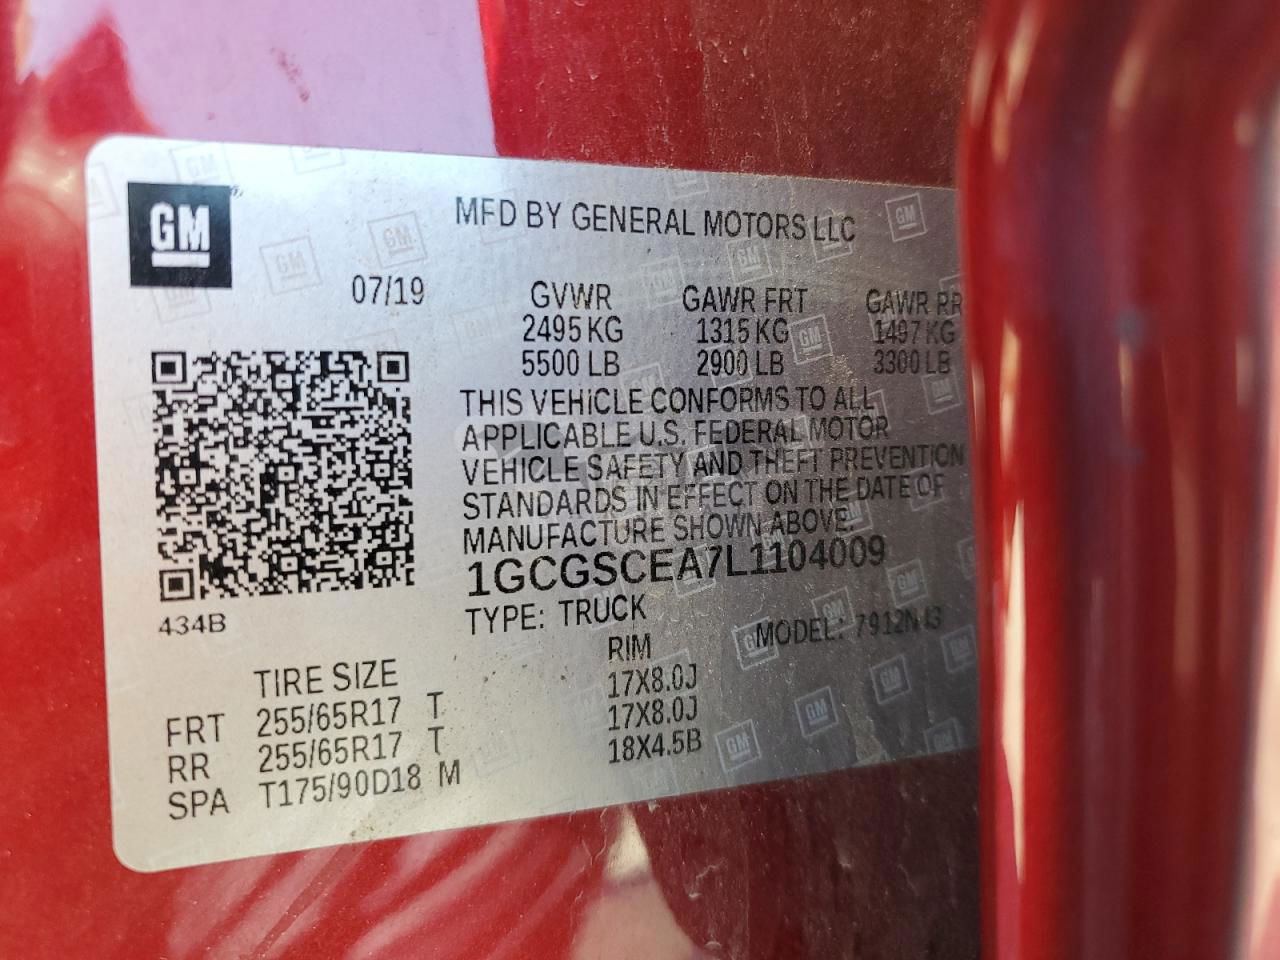 GM
MFD BY GENERAL MOTORS LLC
07/19
GVWR GAWR FRT GAWR RR
2495 KG 1315 KG 1497 KG
5500 LB 2900 LB 3300 LB
THIS VEHICLE CONFORMS TO ALL
APPLICABLE U.S. FEDERAL MOTOR
VEHICLE SAFETY AND THEFT PREVENTION
STANDARDS IN EFFECT ON THE DATE OF
MANUFACTURE SHOWN ABOVE.
1GCGSCEA7L1104009
434B
TYPE: TRUCK MODEL:
TIRE SIZE RIM
FRT 255/65R17 T 17X8.0J
RR 255/65R17 T 17X8.0J
SPA T175/90D18 M 18X4.5B